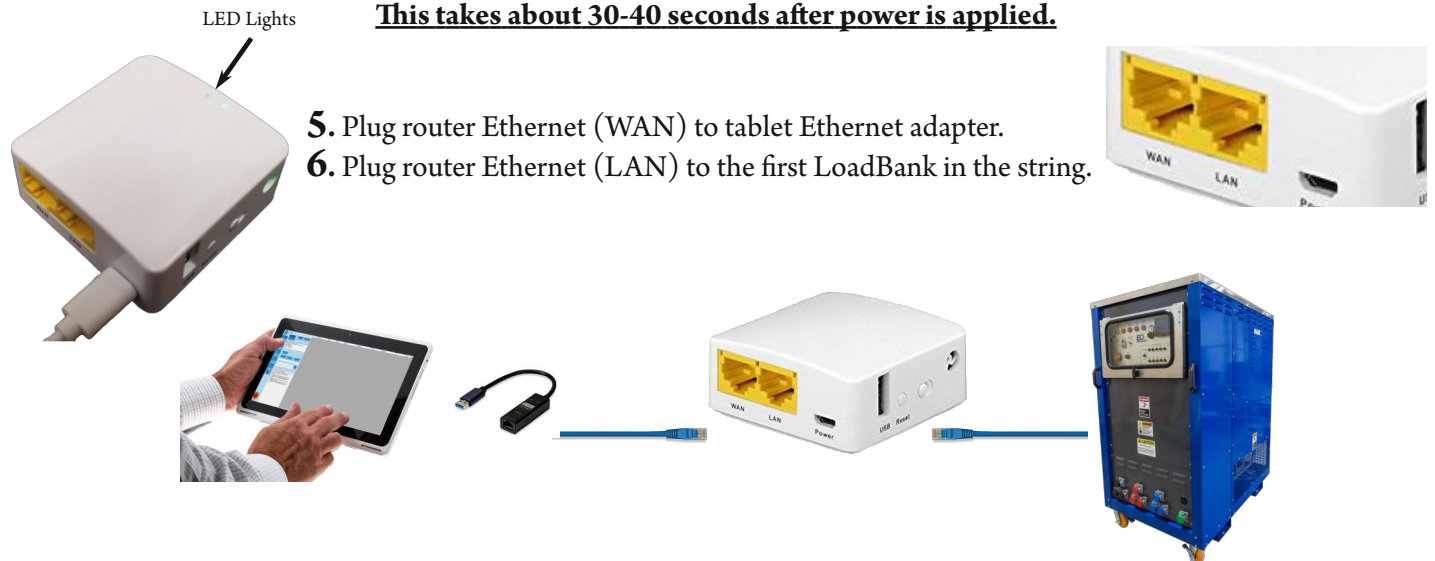 LED Lights
This takes about 30-40 seconds after power is applied.
5. Plug router Ethernet (WAN) to tablet Ethernet adapter.
6. Plug router Ethernet (LAN) to the first LoadBank in the string.
WAN
LAN
WAN
LAN
WAN
LAN
Power
USB
Reset